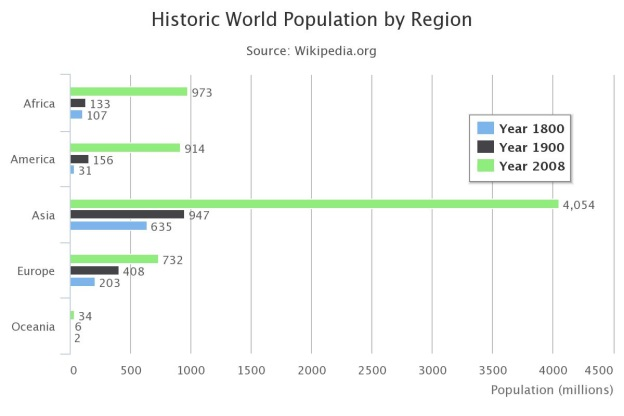 Historic World Population by Region
Source: Wikipedia.org
Africa
973
133
107
America
914
156
31
Asia
4,054
947
635
Europe
732
408
203
Oceania
34
6
2
Year 1800
Year 1900
Year 2008
0 500 1000 1500 2000 2500 3000 3500 4000 4500
Population (millions)